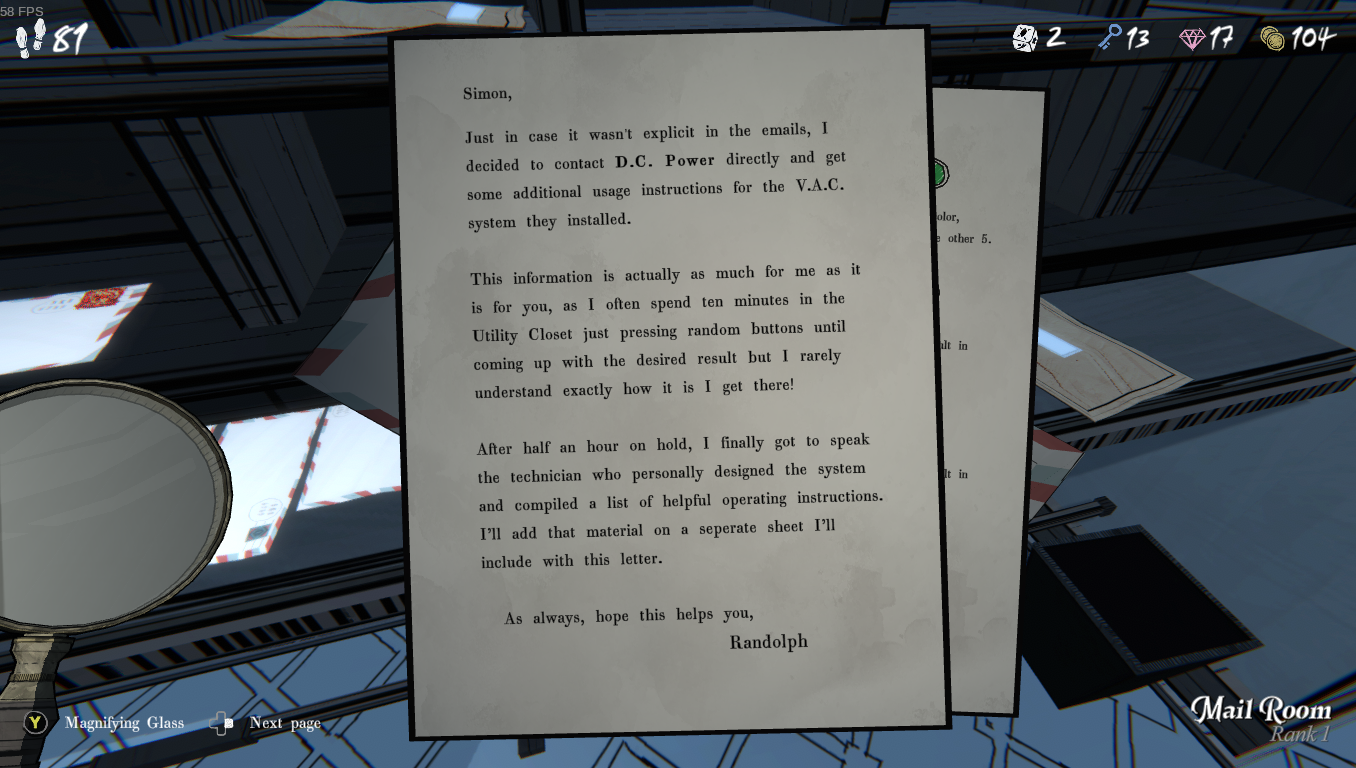 58 FPS
81
2
13
17
104
Simon,
Just in case it wasn't explicit in the emails, I
decided to contact D.C. Power directly and get
some additional usage instructions for the V.A.C.
system they installed.
This information is actually as much for me as it
is for you, as I often spend ten minutes in the
Utility Closet just pressing random buttons until
coming up with the desired result but I rarely
understand exactly how it is I get there!
After half an hour on hold, I finally got to speak
the technician who personally designed the system
and compiled a list of helpful operating instructions.
I'll add that material on a seperate sheet I'll
include with this letter.
As always, hope this helps you,
Randolph
other 5.
in
in
Y Magnifying Glass Next page
Mail Room
Rank 1